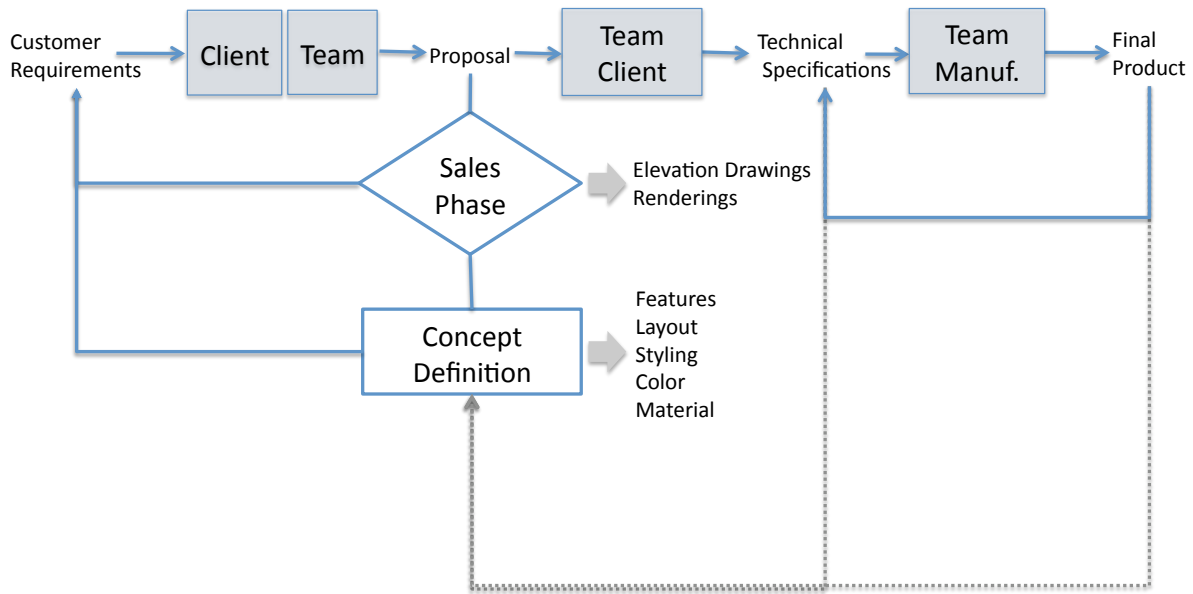 Customer
Requirements
Client
Team
Proposal
Team
Client
Technical
Specifications
Team
Manuf.
Final
Product
Sales
Phase
Elevation Drawings
Renderings
Concept
Definition
Features
Layout
Styling
Color
Material